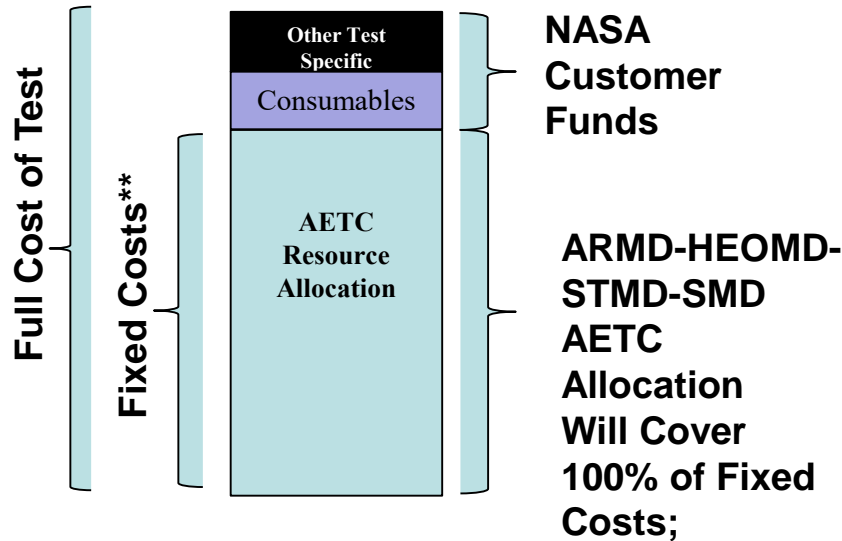 Full Cost of Test
Fixed Costs**
Other Test
Specific
Consumables
AETC
Resource
Allocation
NASA
Customer
Funds
ARMD-HEOMD-
STMD-SMD
AETC
Allocation
Will Cover
100% of Fixed
Costs;